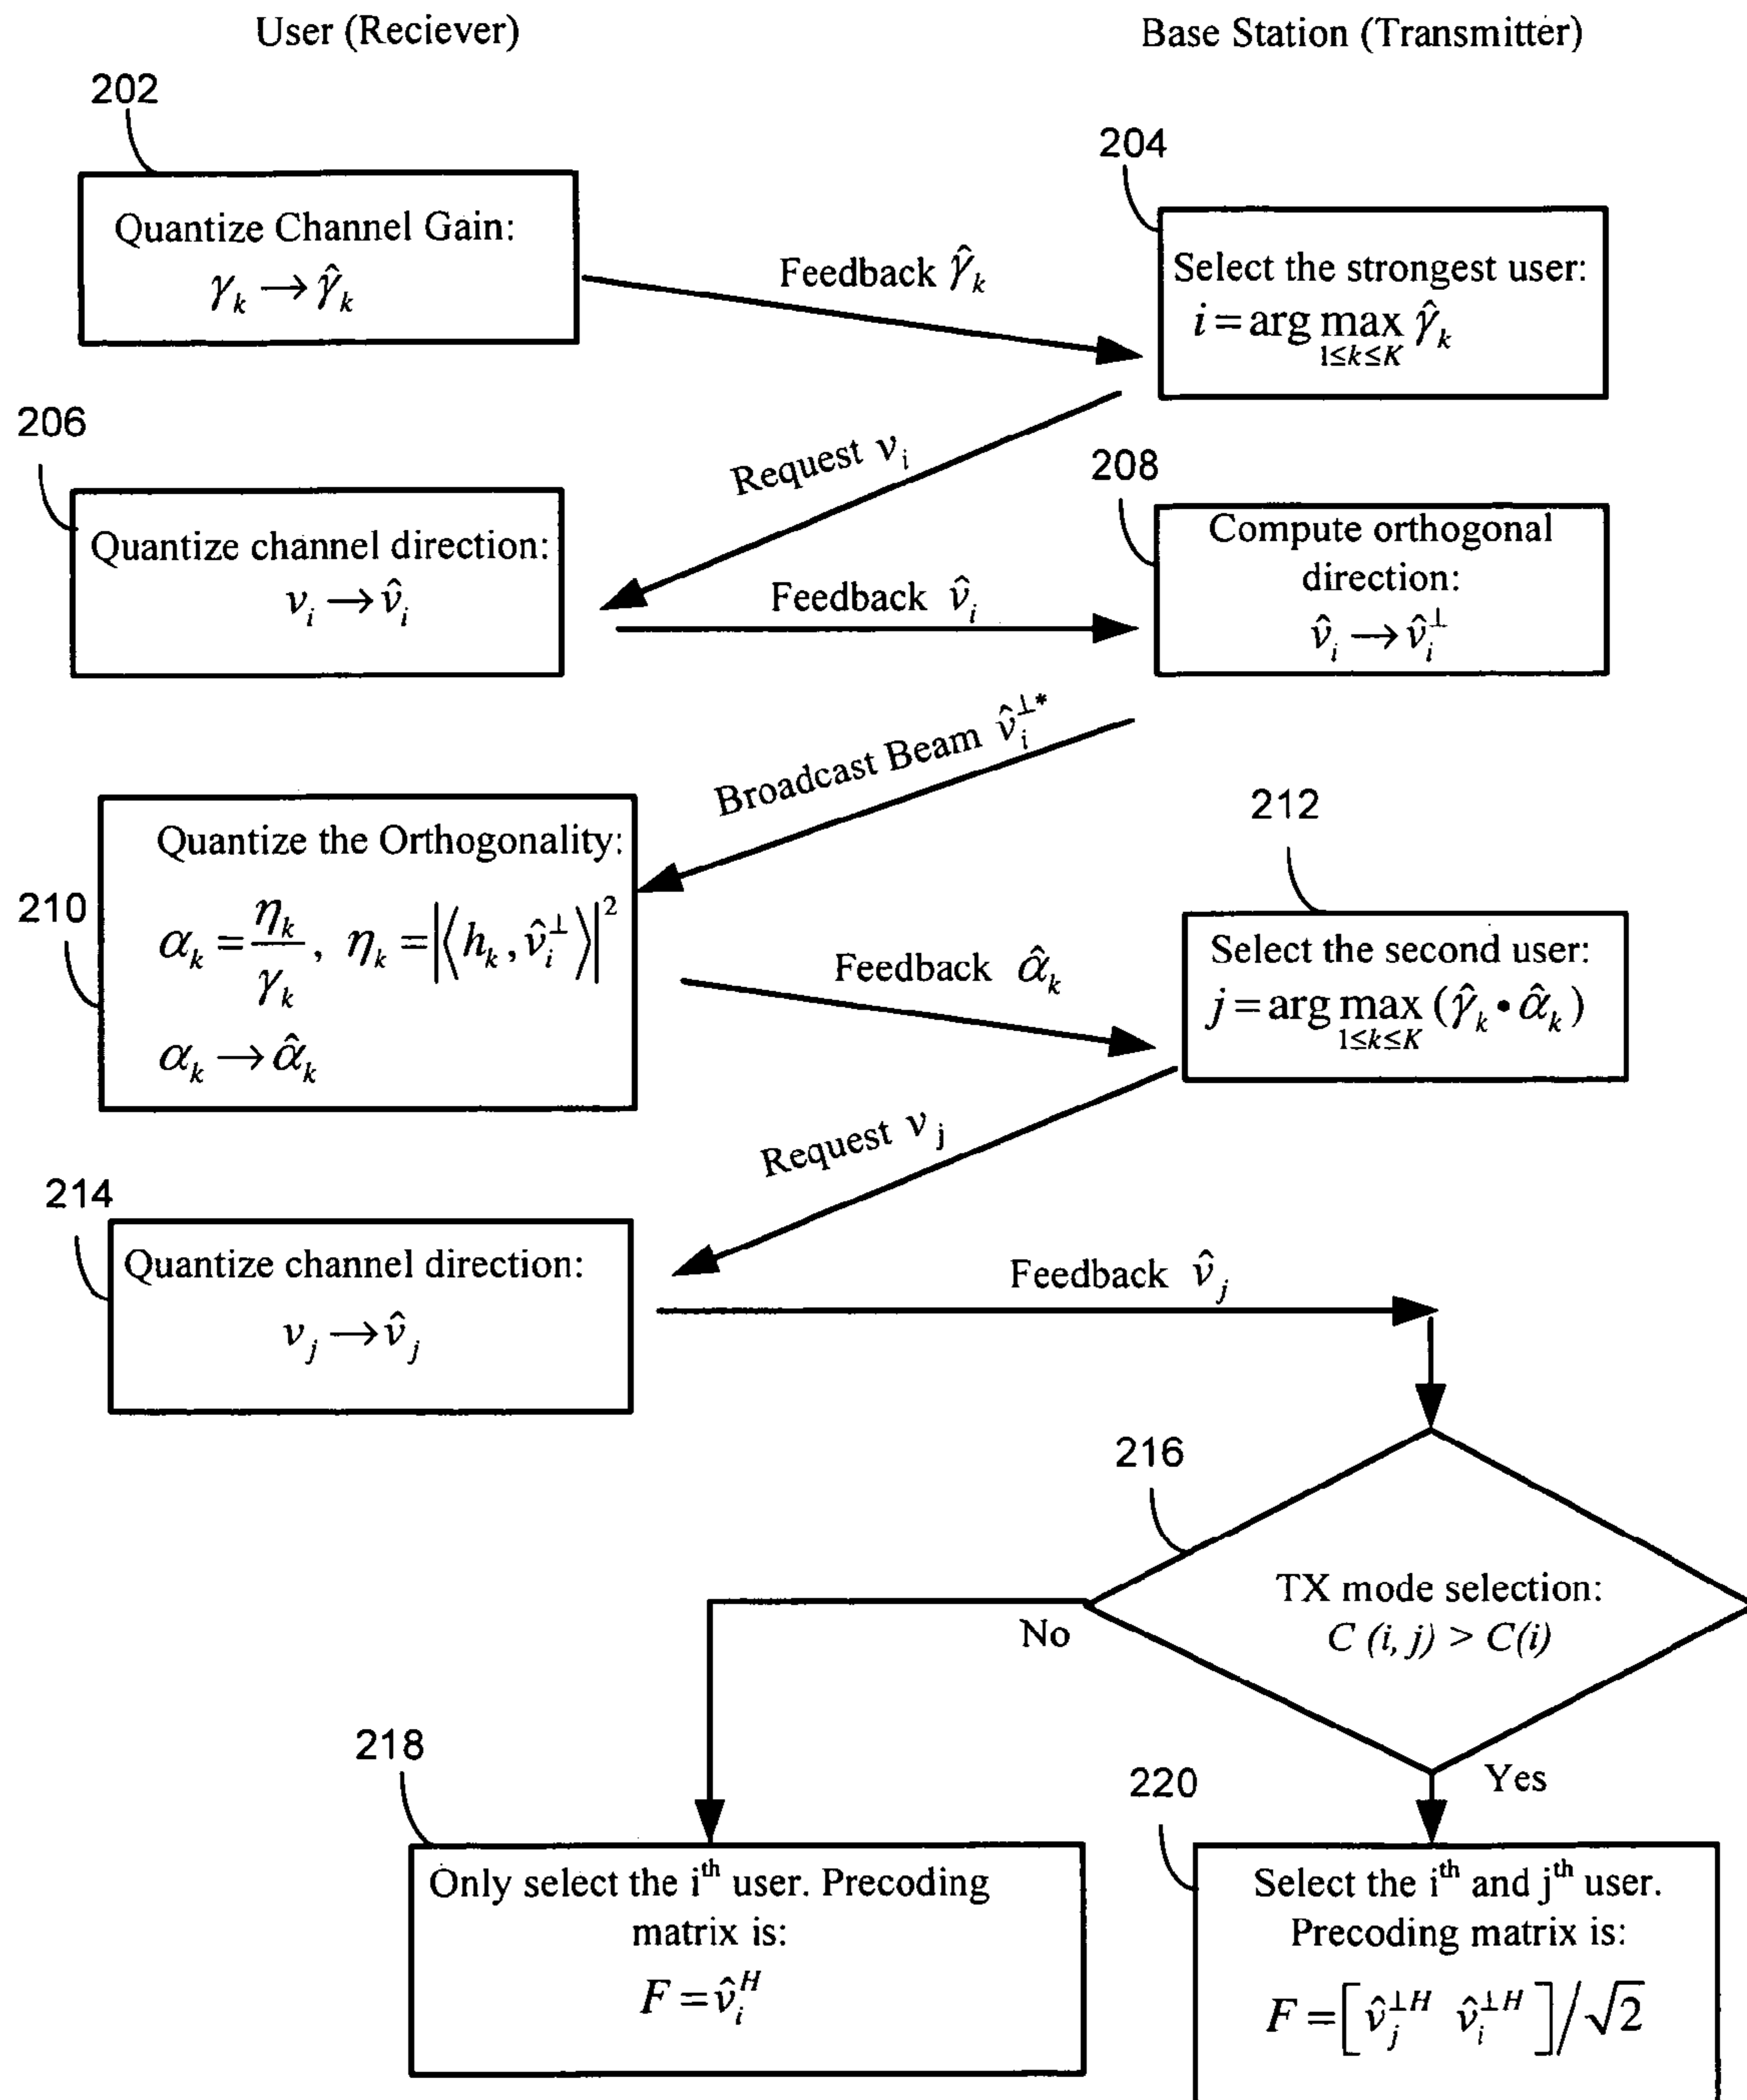 User (Reciever)
Base Station (Transmitter)
202
Quantize Channel Gain:
γ_k → γ̂_k
Feedback γ̂_k
204
Select the strongest user:
i = arg max γ̂_k
1≤k≤K
206
Request v_i
Quantize channel direction:
v_i → v̂_i
Feedback v̂_i
208
Compute orthogonal
direction:
v̂_i → v̂_i^⊥
Broadcast Beam v̂_i^⊥*
210
Quantize the Orthogonality:
α_k = η_k / γ_k , η_k = |⟨h_k, v̂_i^⊥⟩|^2
α_k → α̂_k
Feedback α̂_k
212
Select the second user:
j = arg max (γ̂_k • α̂_k)
1≤k≤K
Request v_j
214
Quantize channel direction:
v_j → v̂_j
Feedback v̂_j
216
TX mode selection:
C (i, j) > C(i)
No
Yes
218
Only select the i^th user. Precoding
matrix is:
F = v̂_i^H
220
Select the i^th and j^th user.
Precoding matrix is:
F = [ v̂_j^⊥H v̂_i^⊥H ]/√2